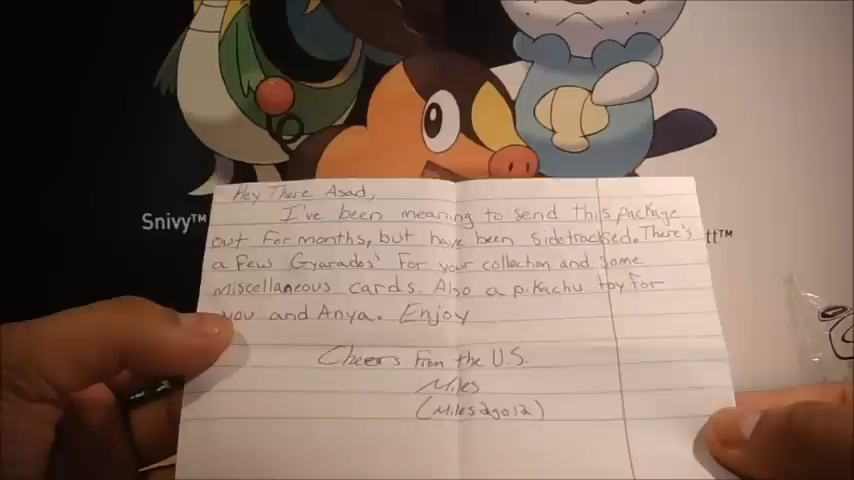 Snivy™
tt™
Hey There Asad,
I've been meaning to send this package
out for months, but have been sidetracked. There's
a few Gyarados' for your collection and some
miscellaneous cards. Also a pikachu toy for
you and Anya. Enjoy
Cheers from the U.S.
Miles
(Miles2go12)